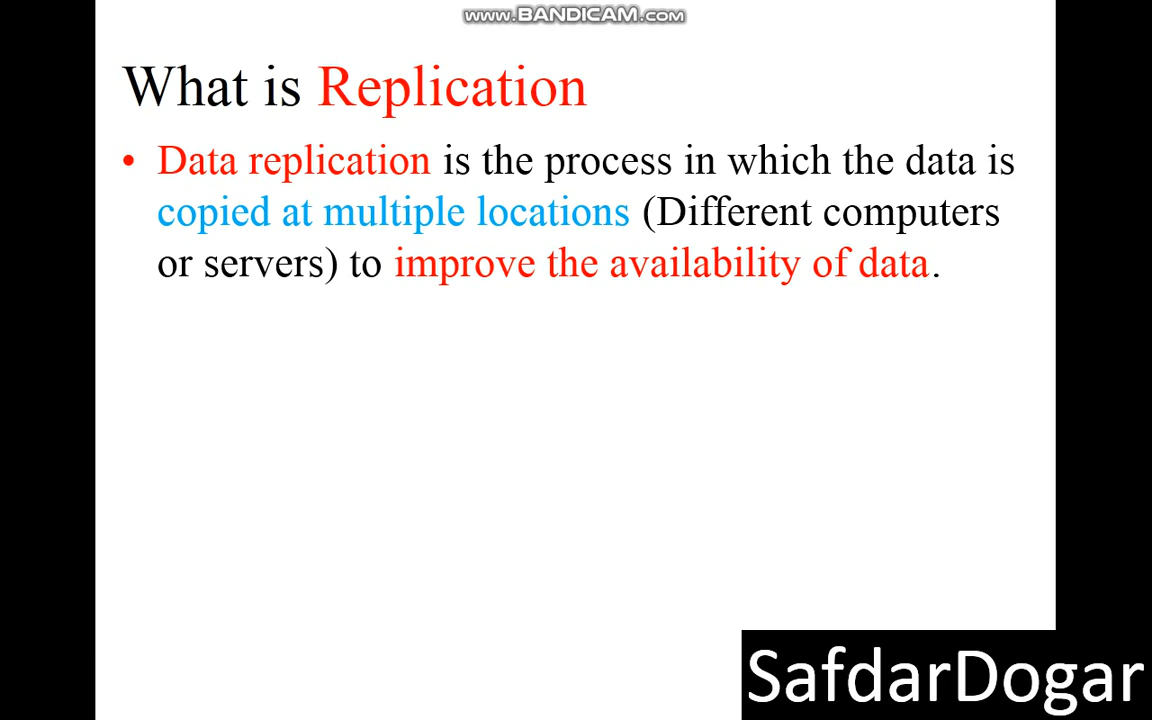 www.BANDICAM.com
What is Replication
• Data replication is the process in which the data is
copied at multiple locations (Different computers
or servers) to improve the availability of data.
SafdarDogar